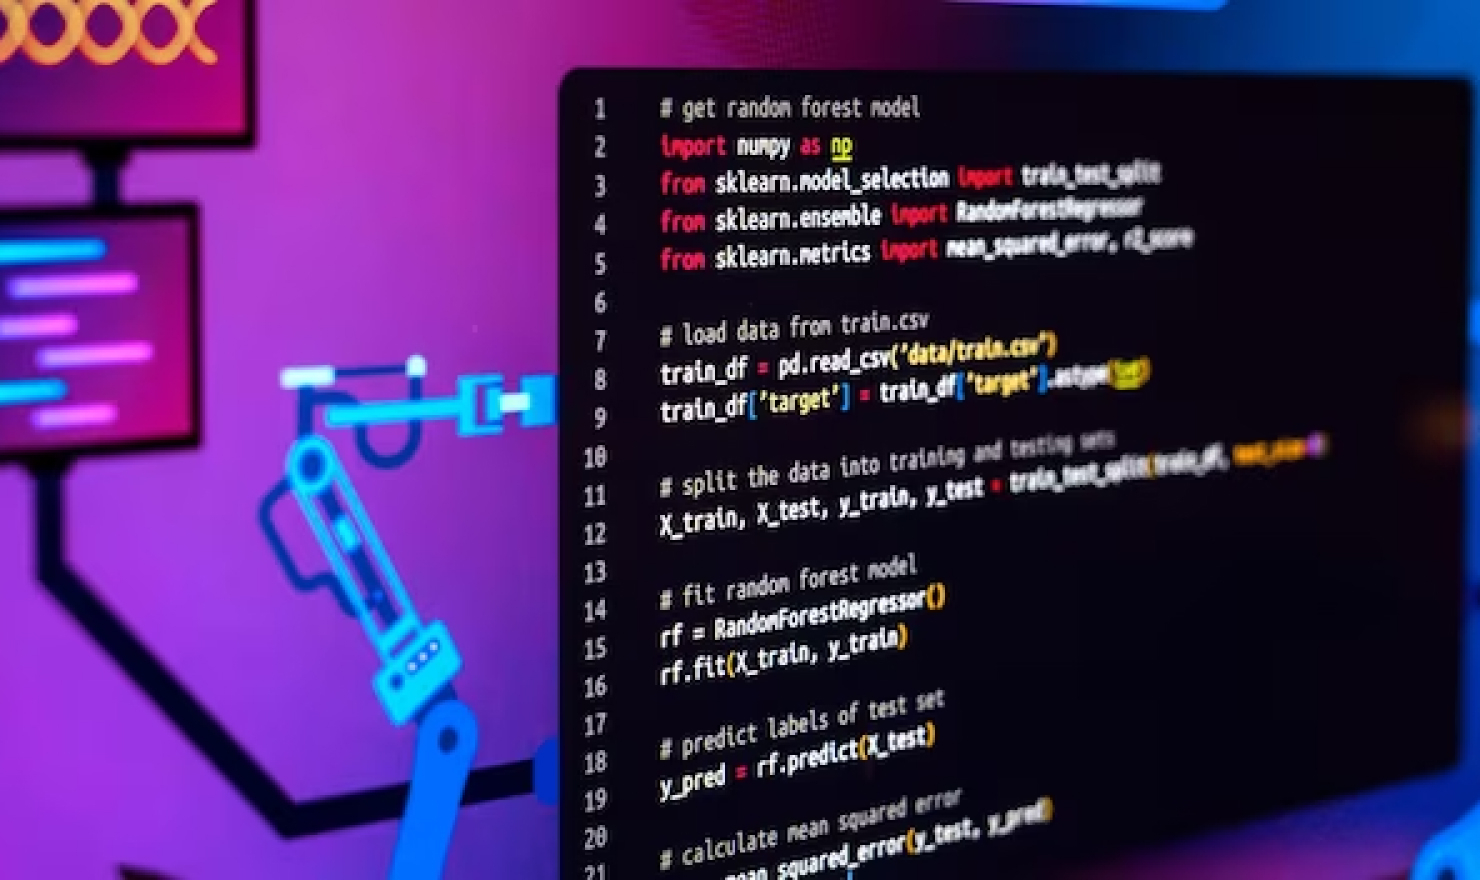 1 # get random forest model
2 import numpy as np
3 from sklearn.model_selection import train_test_split
4 from sklearn.ensemble import RandomForestRegressor
5 from sklearn.metrics import mean_squared_error, r2_score
6
7 # load data from train.csv
8 train_df = pd.read_csv('data/train.csv')
9 train_df['target'] = train_df['target'].astype(int)
10
11 # split the data into training and testing sets
12 X_train, X_test, y_train, y_test = train_test_split(train_df,
13
14 # fit random forest model
15 rf = RandomForestRegressor()
16 rf.fit(X_train, y_train)
17
18 # predict labels of test set
19 y_pred = rf.predict(X_test)
20
21 # calculate mean squared error
mean_squared_error(y_test, y_pred)